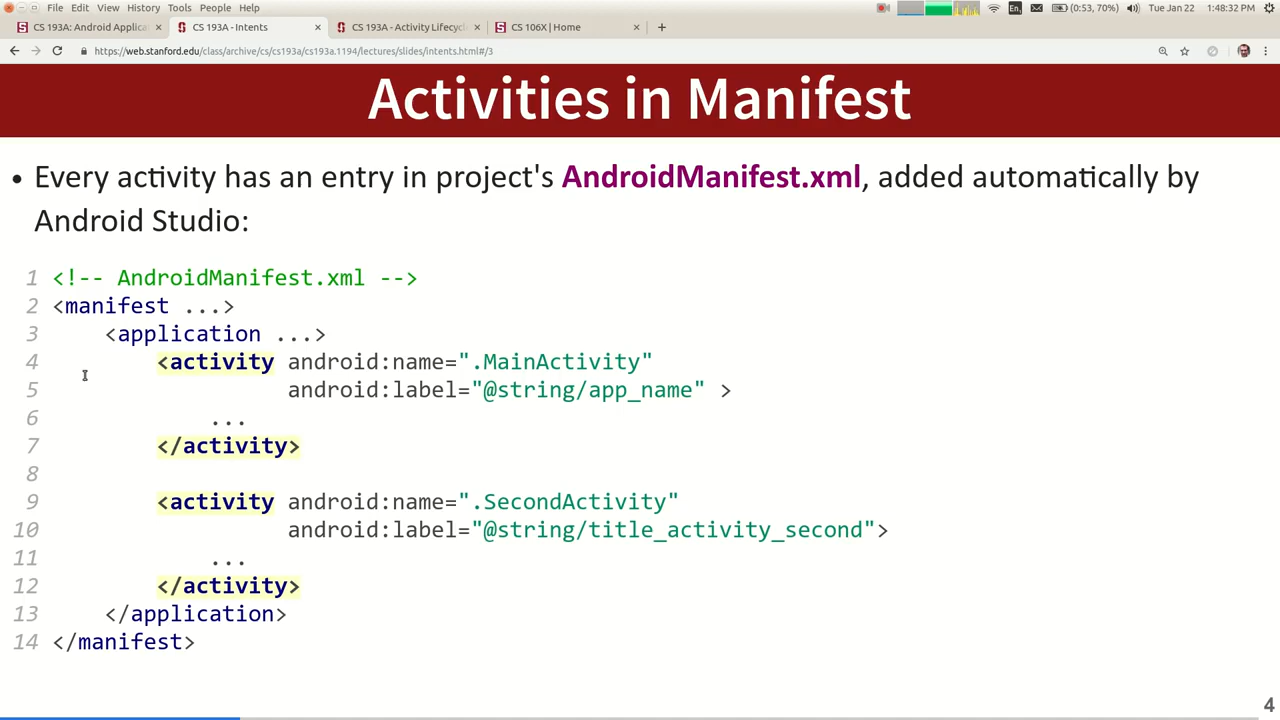 File Edit View History Tools People Help
En, (0:53, 70%) Tue Jan 22 1:48:32 PM
CS 193A: Android Applica × CS 193A - Intents × CS 193A - Activity Lifecyc × CS 106X | Home × +
https://web.stanford.edu/class/archive/cs/cs193a/cs193a.1194/lectures/slides/intents.html#/3
Activities in Manifest
• Every activity has an entry in project's AndroidManifest.xml, added automatically by
Android Studio:
1 <!-- AndroidManifest.xml -->
2 <manifest ...>
3 <application ...>
4 <activity android:name=".MainActivity"
5 android:label="@string/app_name" >
6 ...
7 </activity>
8
9 <activity android:name=".SecondActivity"
10 android:label="@string/title_activity_second">
11 ...
12 </activity>
13 </application>
14 </manifest>
4